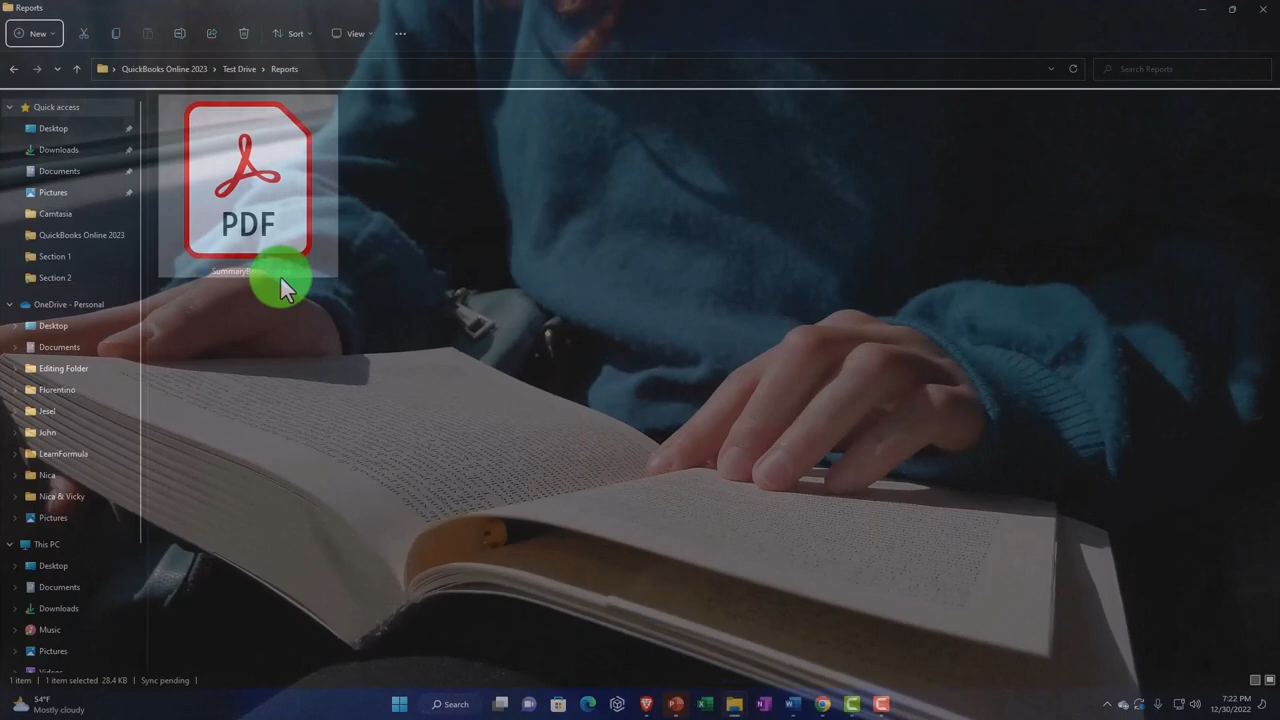 Reports
New
Sort
View
QuickBooks Online 2023 > Test Drive > Reports
Search Reports
Quick access
Desktop
Downloads
Documents
Pictures
Camtasia
QuickBooks Online 2023
Section 1
Section 2
OneDrive - Personal
Desktop
Documents
Editing Folder
Florentino
Jesel
John
LearnFormula
Nica
Nica & Vicky
Pictures
This PC
Desktop
Documents
Downloads
Music
Pictures
Videos
PDF
1 item
1 item selected 28.4 KB
Sync pending
54°F
Mostly cloudy
Search
7:22 PM
12/30/2022